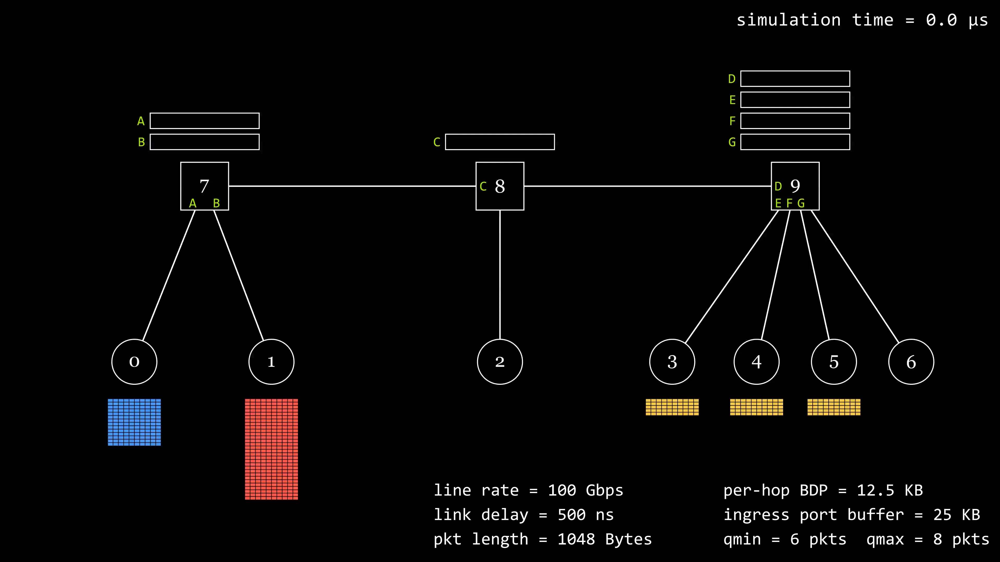 simulation time = 0.0 µs
D
E
A
F
B
C
G
7
C 8
D 9
A B
E F G
0
1
2
3
4
5
6
line rate = 100 Gbps
per-hop BDP = 12.5 KB
link delay = 500 ns
ingress port buffer = 25 KB
pkt length = 1048 Bytes
qmin = 6 pkts qmax = 8 pkts